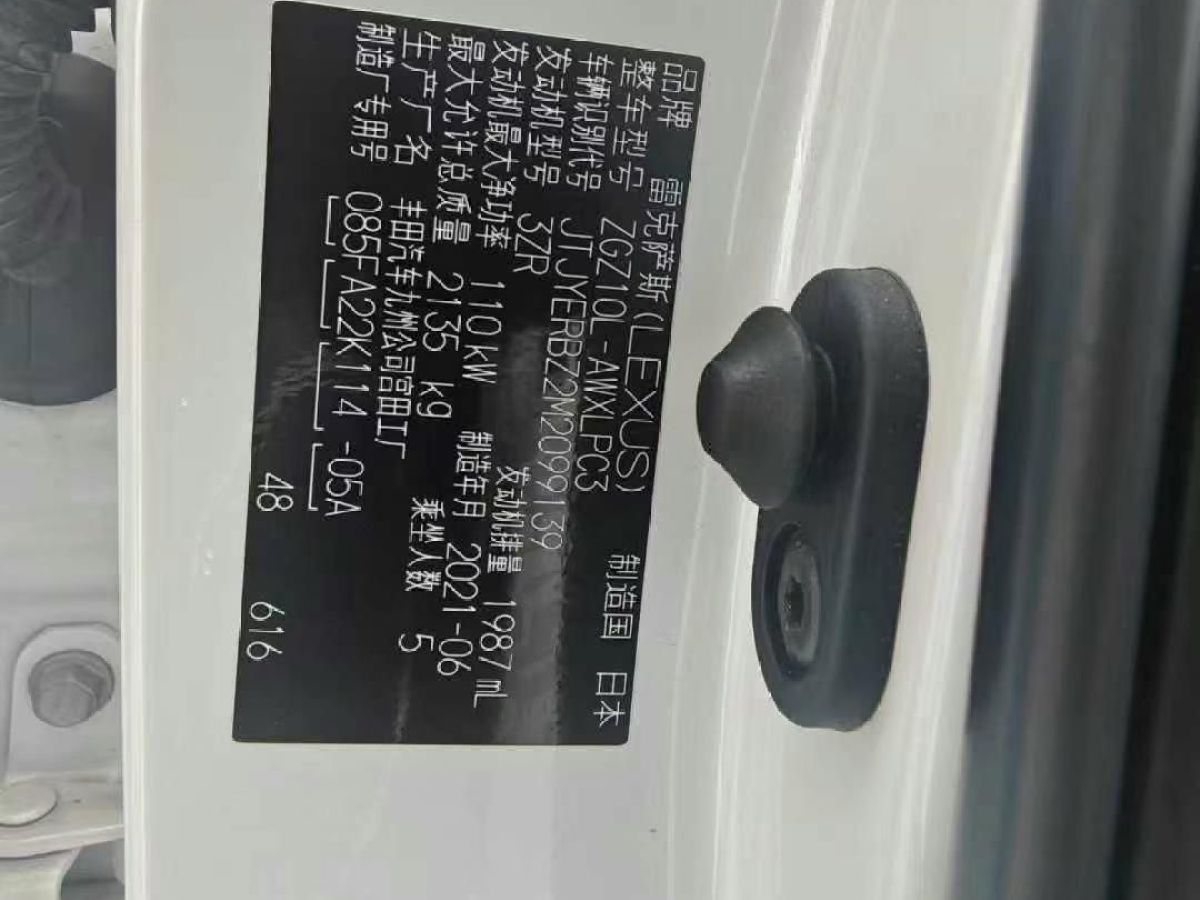 品牌 雷克萨斯(LEXUS) 制造国 日本
整车型号 ZGZ10L-AWXLPC3
车辆识别代号 JTJYERBZ2M2099139
发动机型号 3ZR 发动机排量 1987 mL
发动机最大净功率 110 kW 制造年月 2021-06
最大允许总质量 2135 kg 乘坐人数 5
生产厂名 丰田汽车九州公司宫田工厂
制造厂专用号 085FA22K114 -05A
48 616